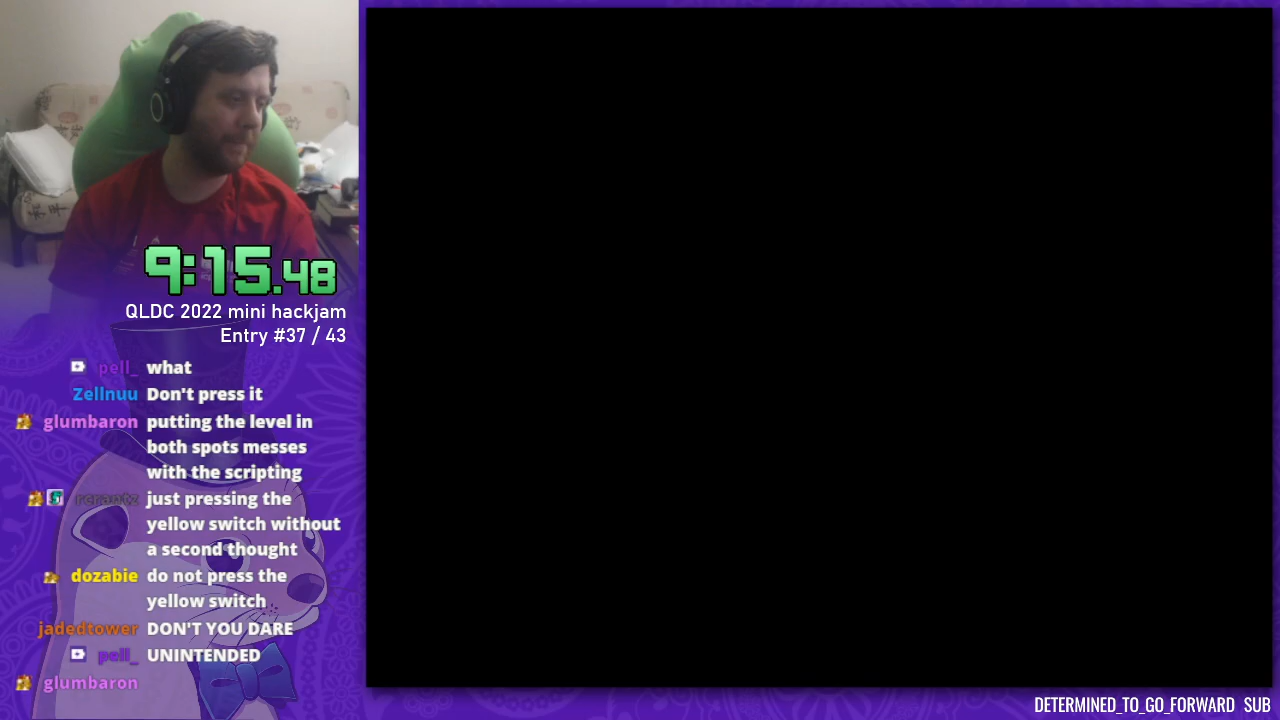 9:15.48
QLDC 2022 mini hackjam
Entry #37 / 43
pell_ what
Zellnuu Don't press it
glumbaron putting the level in
both spots messes
with the scripting
rcrantz just pressing the
yellow switch without
a second thought
dozabie do not press the
yellow switch
jadedtower DON'T YOU DARE
pell_ UNINTENDED
glumbaron
DETERMINED_TO_GO_FORWARD SUB